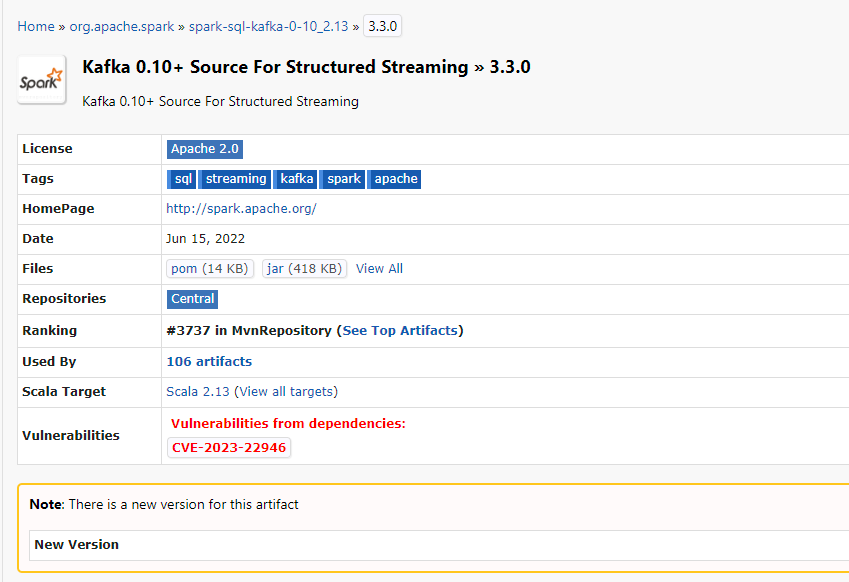 Home » org.apache.spark » spark-sql-kafka-0-10_2.13 » 3.3.0
Spark
Kafka 0.10+ Source For Structured Streaming » 3.3.0
Kafka 0.10+ Source For Structured Streaming
License Apache 2.0
Tags sql streaming kafka spark apache
HomePage http://spark.apache.org/
Date Jun 15, 2022
Files pom (14 KB) jar (418 KB) View All
Repositories Central
Ranking #3737 in MvnRepository (See Top Artifacts)
Used By 106 artifacts
Scala Target Scala 2.13 (View all targets)
Vulnerabilities Vulnerabilities from dependencies:
CVE-2023-22946
Note: There is a new version for this artifact
New Version